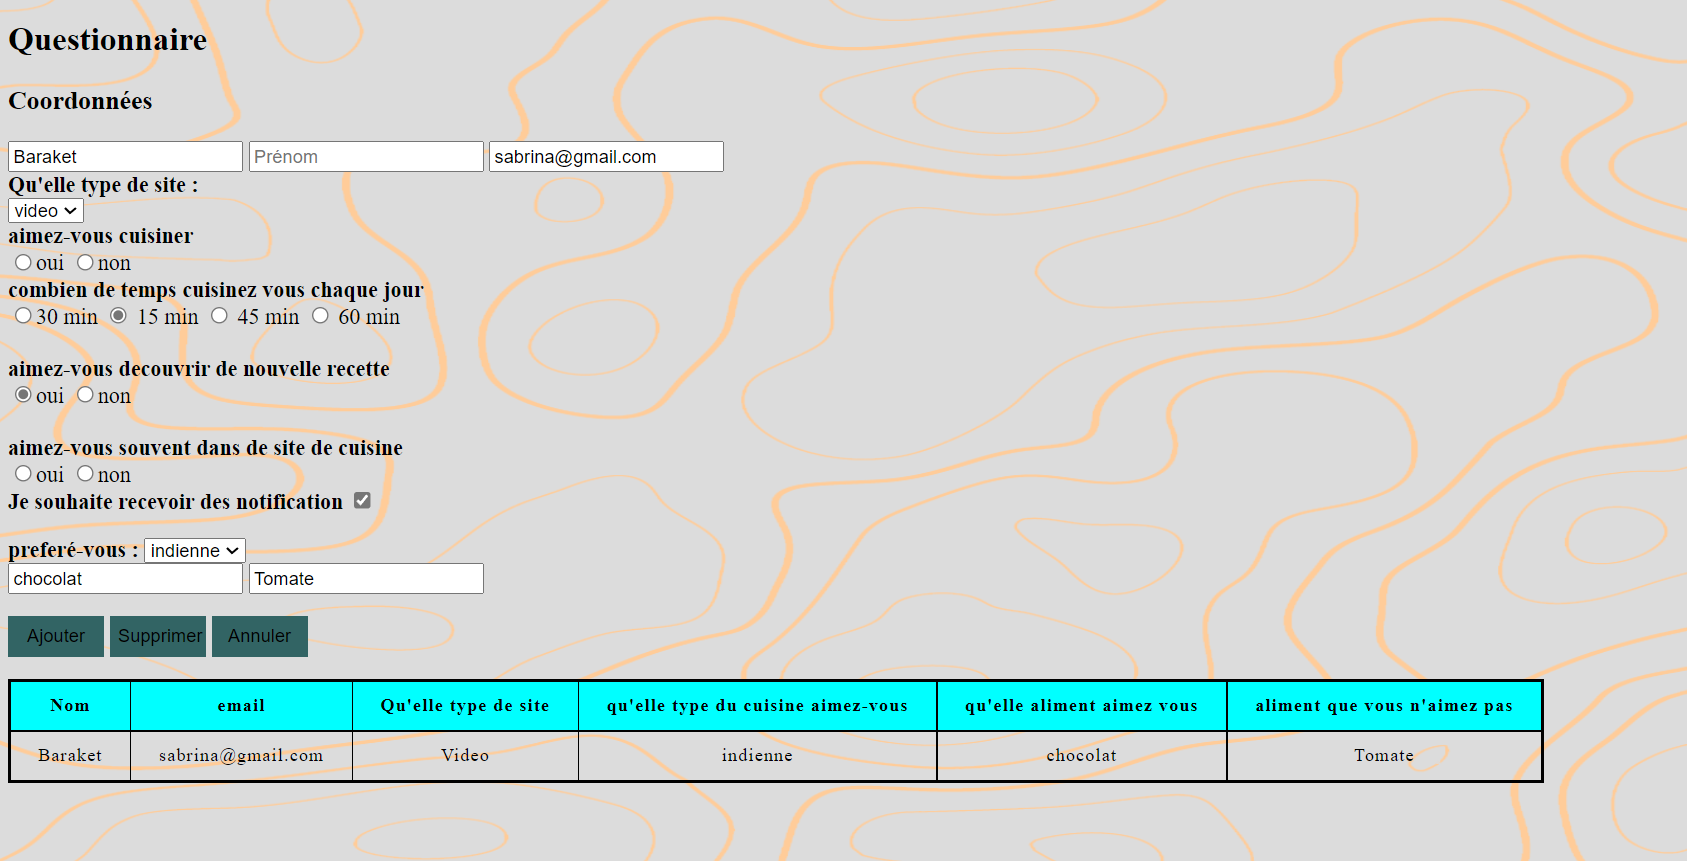 Questionnaire
Coordonnées
Baraket Prénom sabrina@gmail.com
Qu'elle type de site :
video
aimez-vous cuisiner
oui non
combien de temps cuisinez vous chaque jour
30 min 15 min 45 min 60 min
aimez-vous decouvrir de nouvelle recette
oui non
aimez-vous souvent dans de site de cuisine
oui non
Je souhaite recevoir des notification
preferé-vous : indienne
chocolat Tomate
Ajouter Supprimer Annuler
Nom email Qu'elle type de site qu'elle type du cuisine aimez-vous qu'elle aliment aimez vous aliment que vous n'aimez pas
Baraket sabrina@gmail.com Video indienne chocolat Tomate